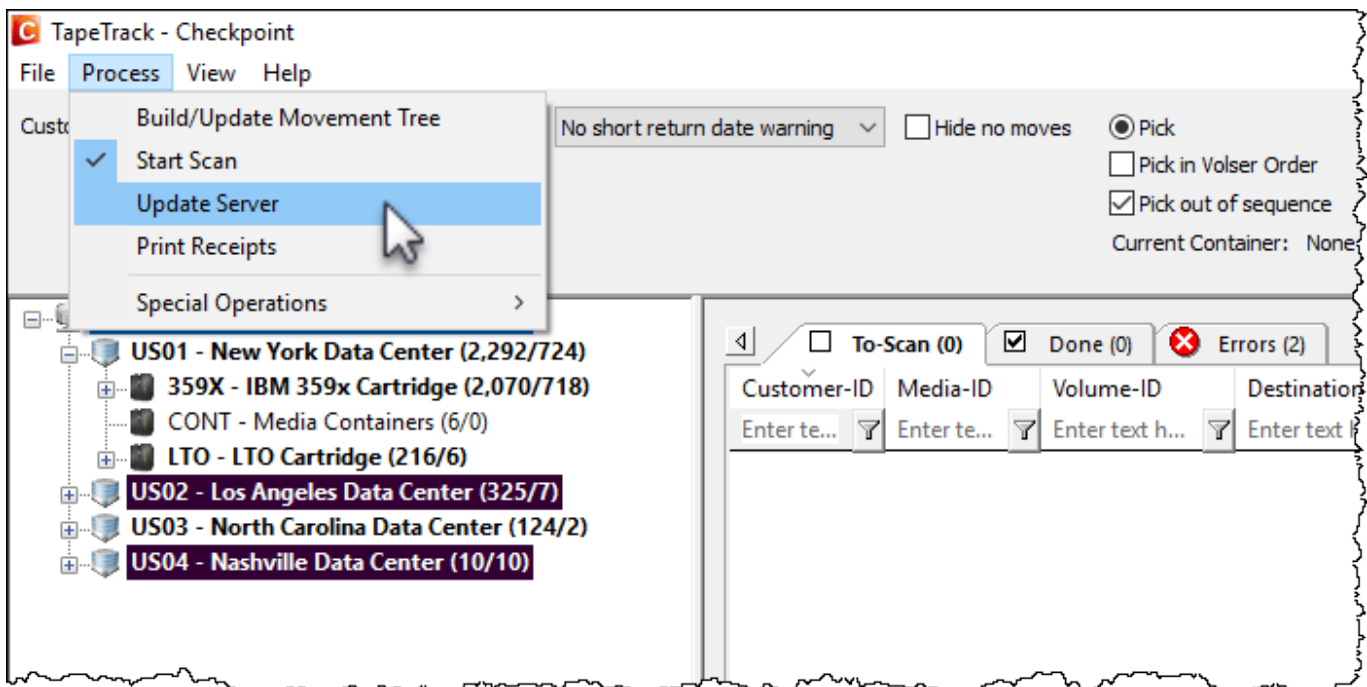 TapeTrack - Checkpoint
File Process View Help
Custo
Build/Update Movement Tree
Start Scan
Update Server
Print Receipts
Special Operations
No short return date warning
Hide no moves
Pick
Pick in Volser Order
Pick out of sequence
Current Container: None
US01 - New York Data Center (2,292/724)
359X - IBM 359x Cartridge (2,070/718)
CONT - Media Containers (6/0)
LTO - LTO Cartridge (216/6)
US02 - Los Angeles Data Center (325/7)
US03 - North Carolina Data Center (124/2)
US04 - Nashville Data Center (10/10)
To-Scan (0) Done (0) Errors (2)
Customer-ID Media-ID Volume-ID Destination
Enter te... Enter te... Enter text h... Enter text